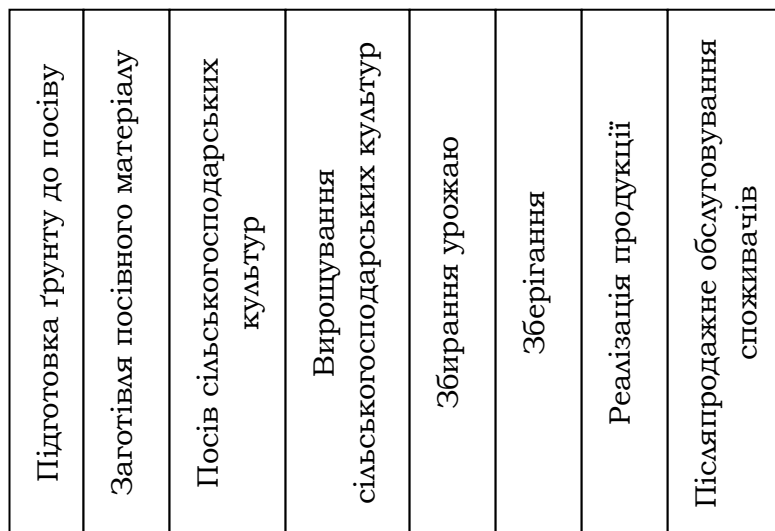 Підготовка ґрунту до посіву
Заготівля посівного матеріалу
Посів сільськогосподарських
культур
Вирощування
сільськогосподарських культур
Збирання урожаю
Зберігання
Реалізація продукції
Післяпродажне обслуговування
споживачів